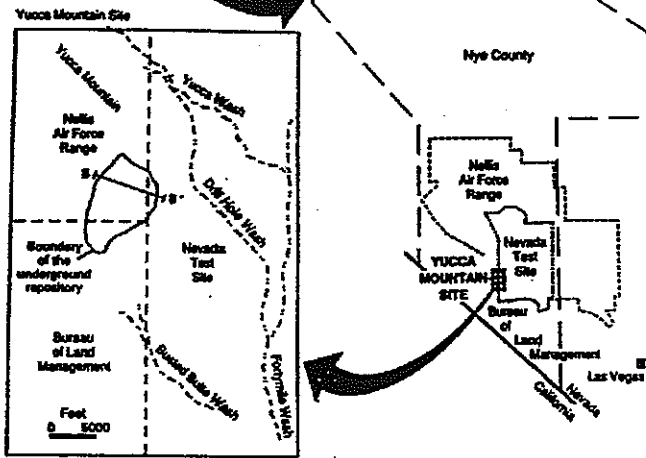 Yucca Mountain Site
Yucca Mountain
Yucca Wash
Nellis
Air Force
Range
Drill Hole Wash
Boundary
of the
underground
repository
Nevada
Test
Site
Bureau
of Land
Management
Busted Butte Wash
Fortymile Wash
Feet
0 5000
Nye County
Nellis
Air Force
Range
Nevada
Test
Site
YUCCA
MOUNTAIN
SITE
Bureau
of
Land
Management
Las Vegas
Nevada
California